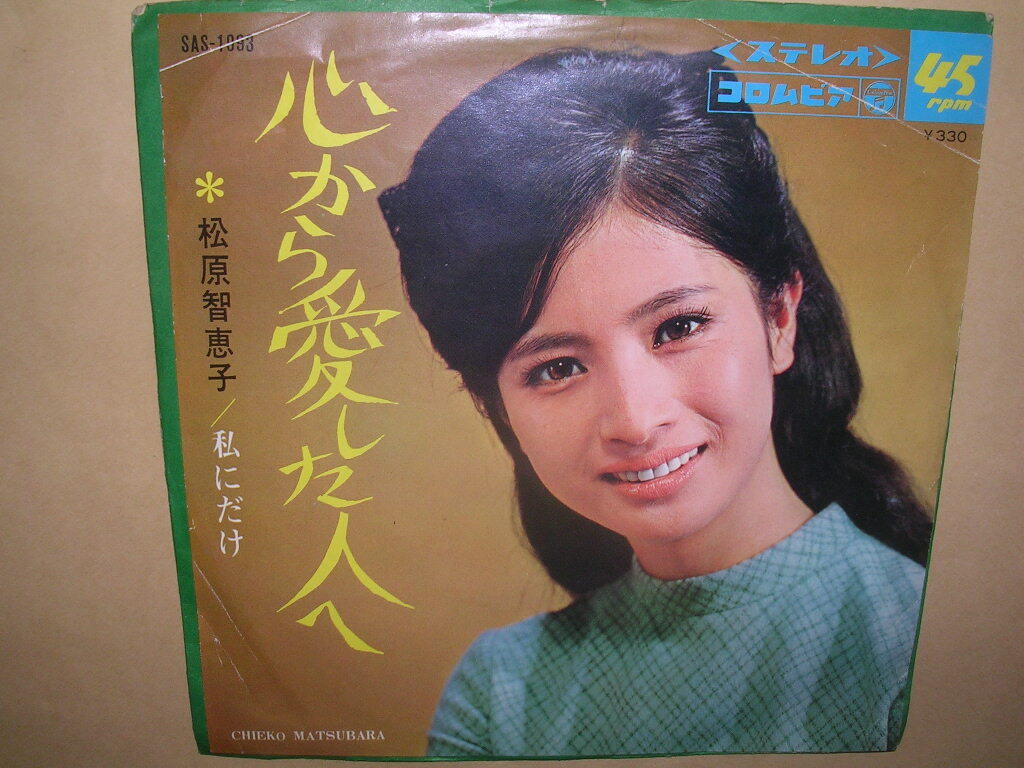 SAS-1093
心から愛した人へ
*松原智恵子/私にだけ
<ステレオ>
コロムビア
45
rpm
¥330
CHIEKO MATSUBARA